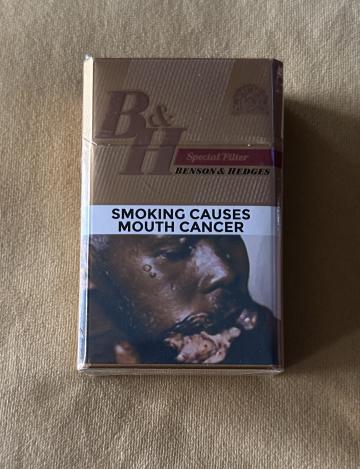 B&H
Special Filter
BENSON & HEDGES
SMOKING CAUSES
MOUTH CANCER